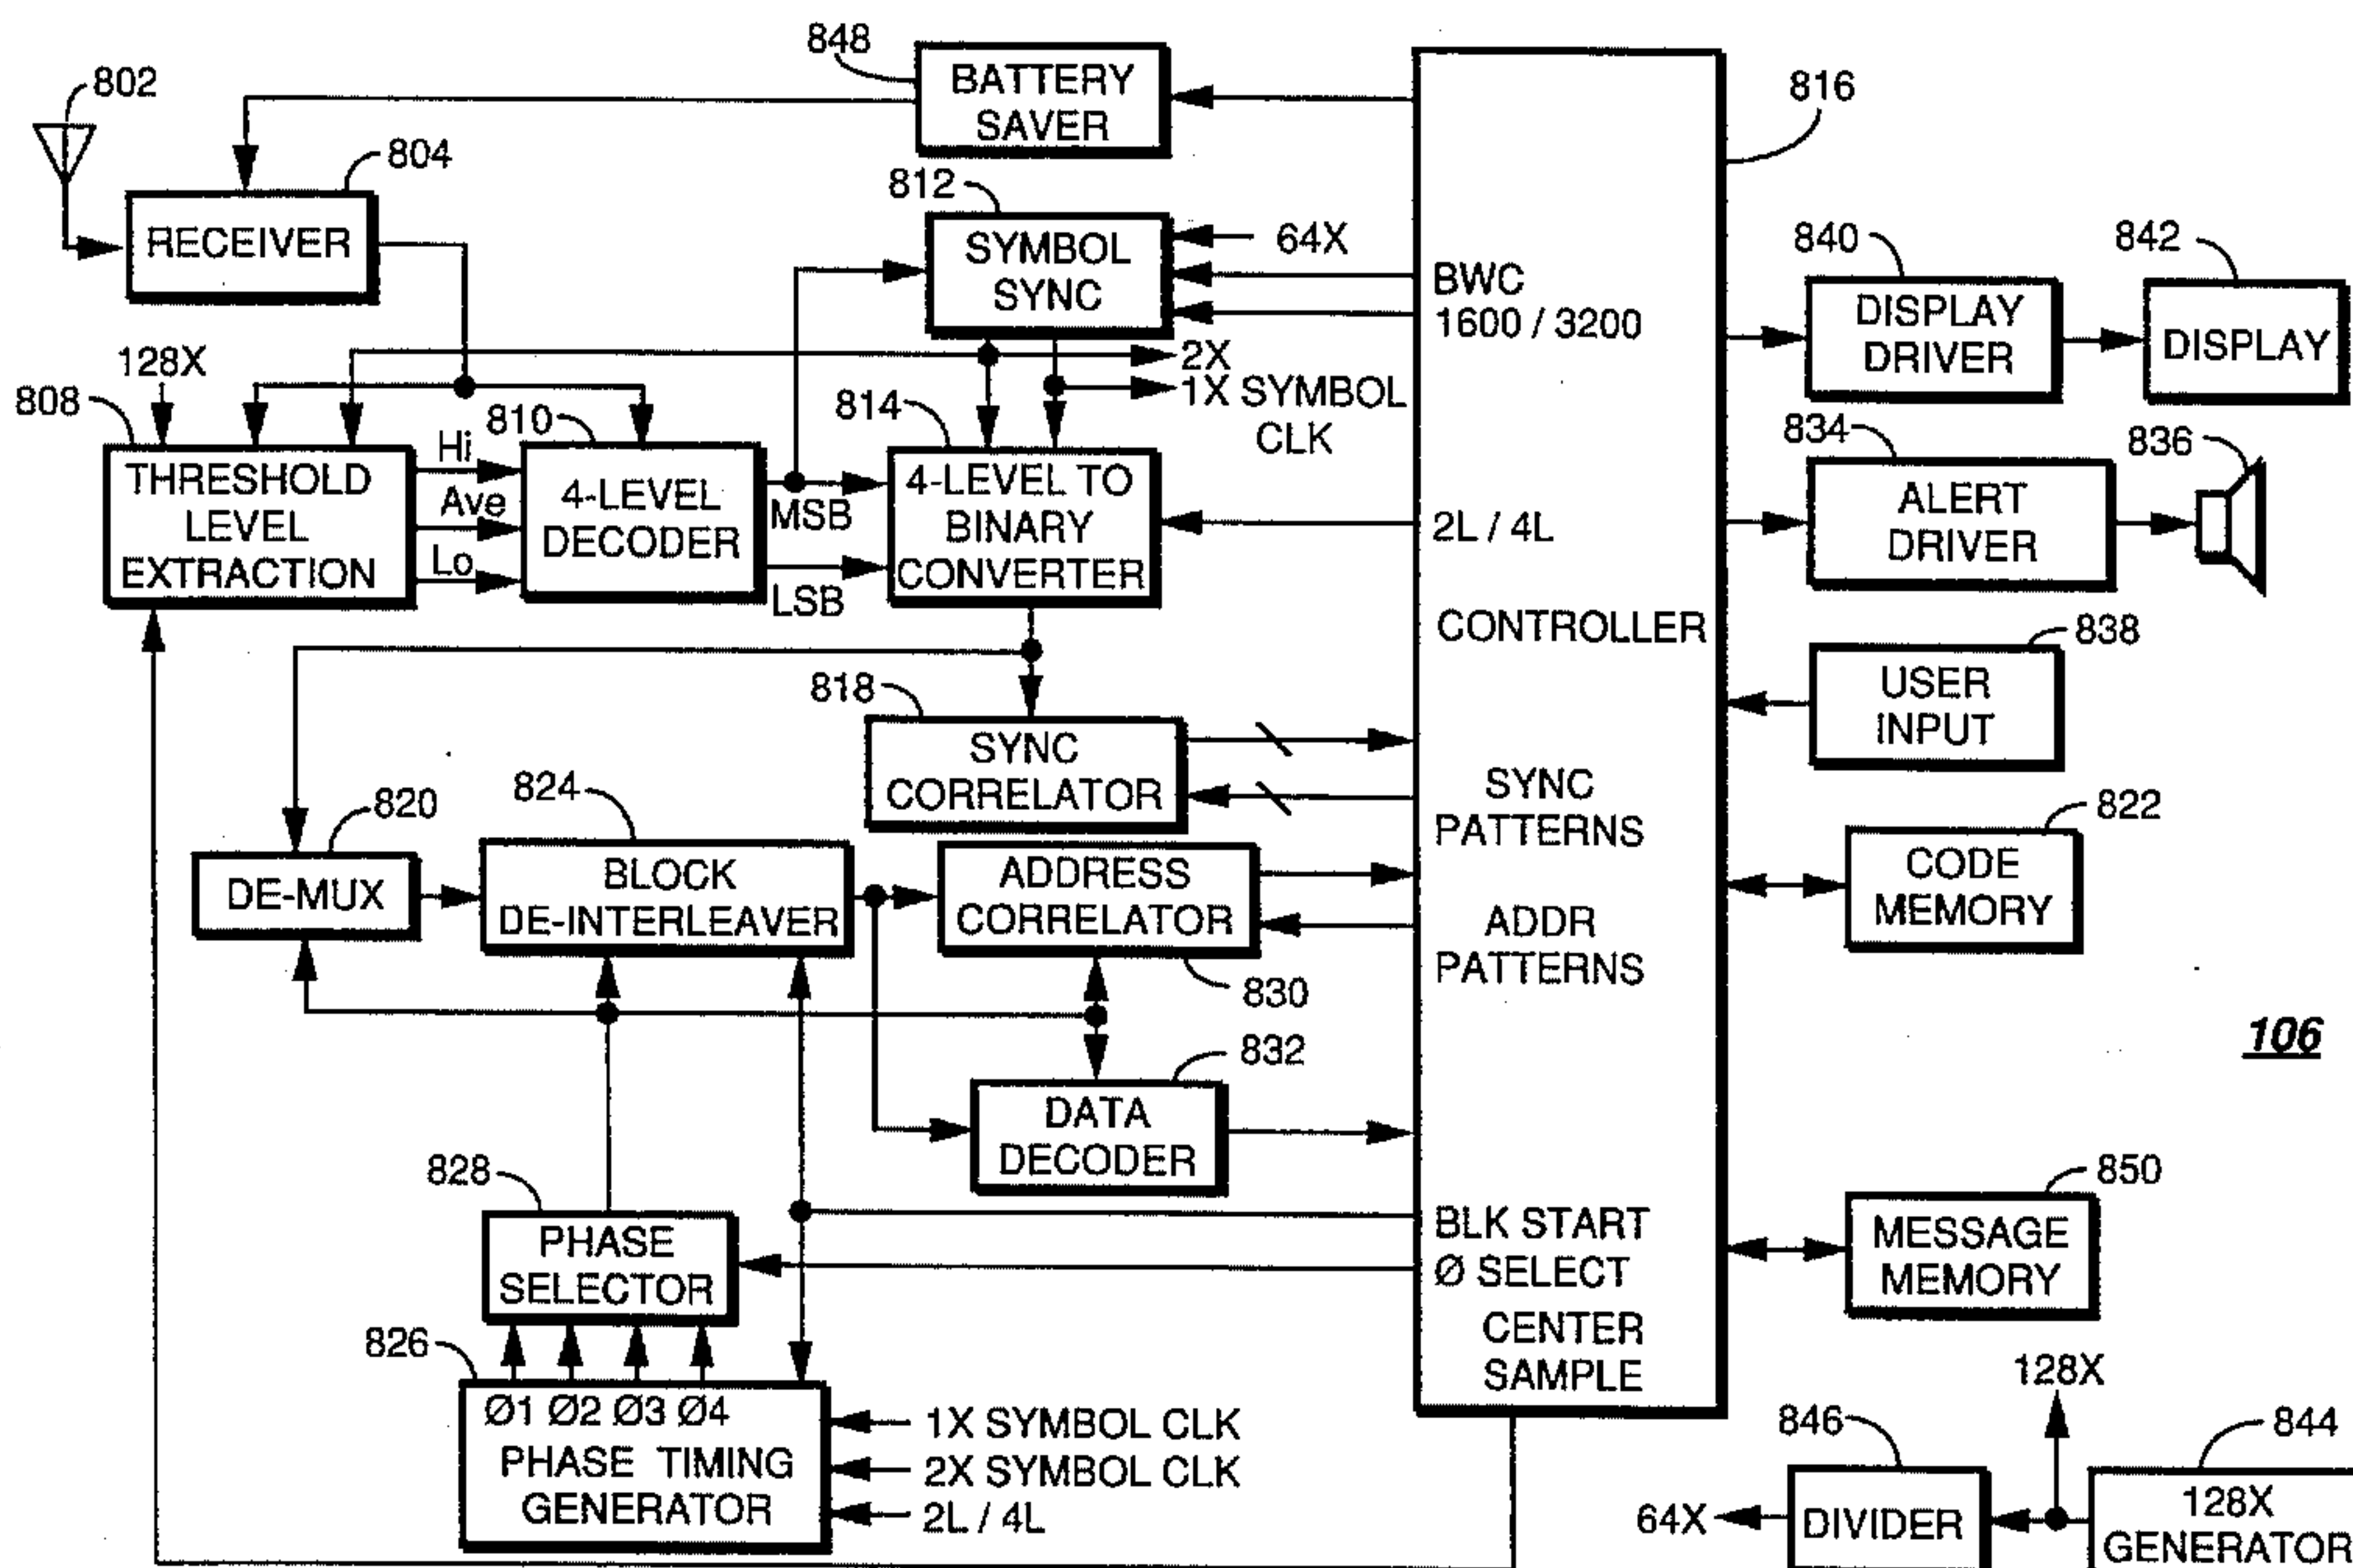 848
BATTERY
SAVER
802
804
RECEIVER
816
812
SYMBOL
SYNC
64X
BWC
1600 / 3200
840
DISPLAY
DRIVER
842
DISPLAY
128X
2X
1X SYMBOL
CLK
808
THRESHOLD
LEVEL
EXTRACTION
Hi
Ave
Lo
810
4-LEVEL
DECODER
MSB
LSB
814
4-LEVEL TO
BINARY
CONVERTER
2L / 4L
834
ALERT
DRIVER
836
CONTROLLER
838
USER
INPUT
818
SYNC
CORRELATOR
SYNC
PATTERNS
822
CODE
MEMORY
820
DE-MUX
824
BLOCK
DE-INTERLEAVER
ADDRESS
CORRELATOR
830
ADDR
PATTERNS
106
832
DATA
DECODER
828
PHASE
SELECTOR
BLK START
Ø SELECT
CENTER
SAMPLE
850
MESSAGE
MEMORY
826
Ø1 Ø2 Ø3 Ø4
PHASE TIMING
GENERATOR
1X SYMBOL CLK
2X SYMBOL CLK
2L / 4L
128X
846
DIVIDER
64X
844
128X
GENERATOR